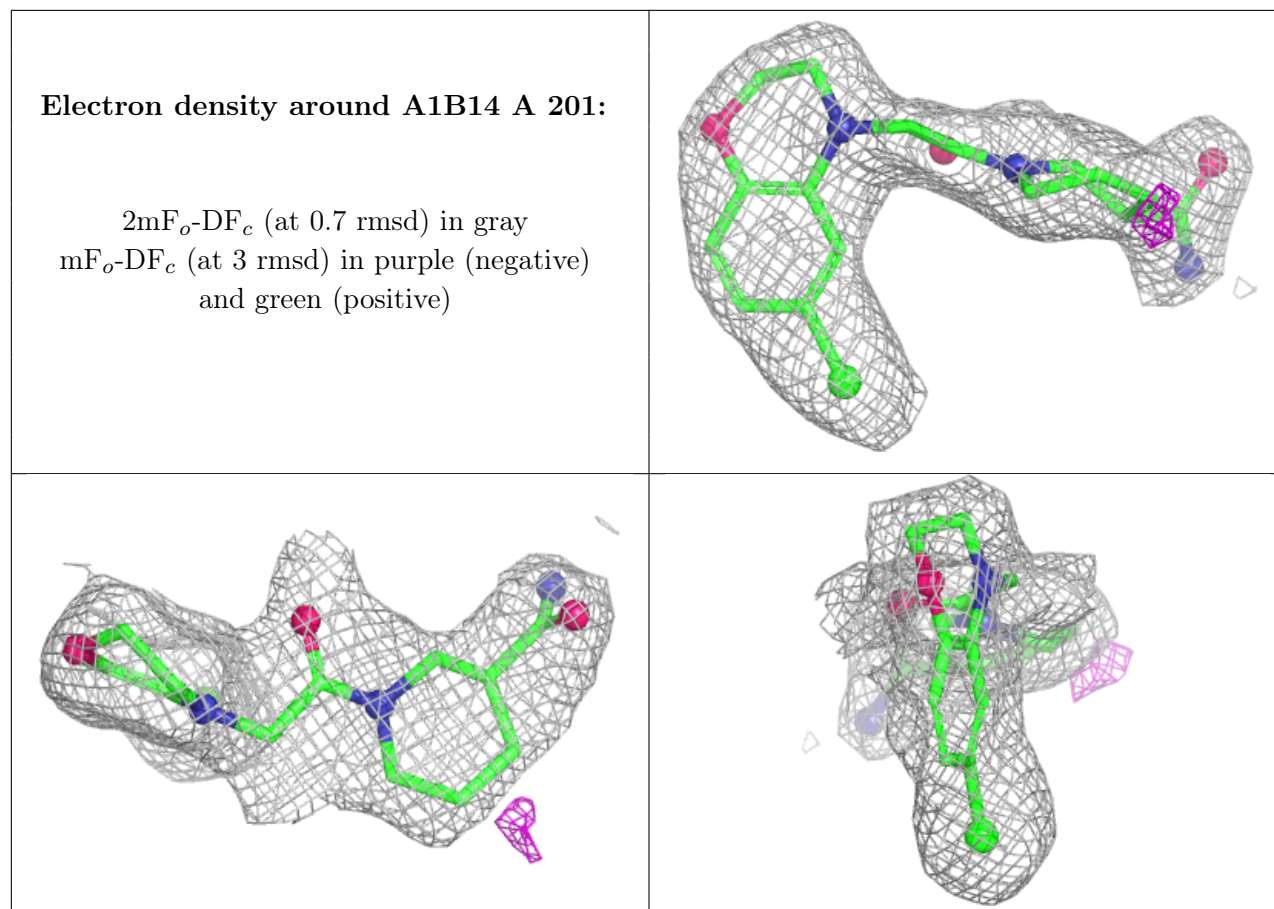 Electron density around A1B14 A 201:
2mFo-DFc (at 0.7 rmsd) in gray
mFo-DFc (at 3 rmsd) in purple (negative)
and green (positive)